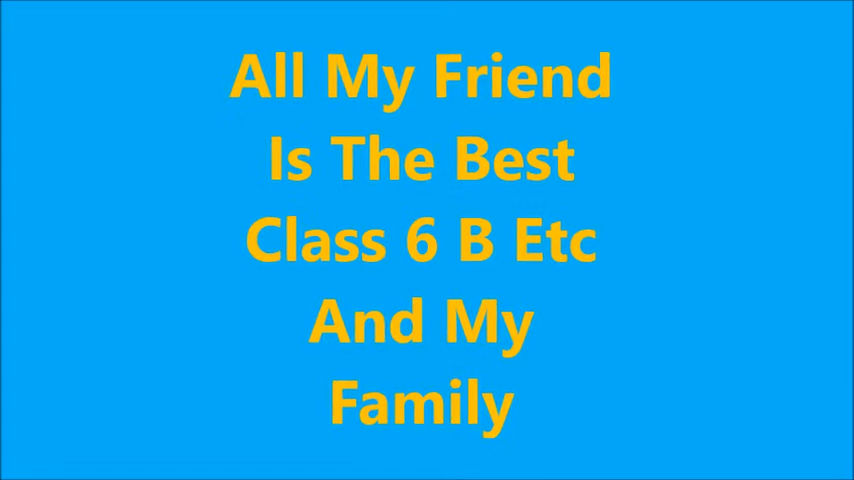 All My Friend
Is The Best
Class 6 B Etc
And My
Family